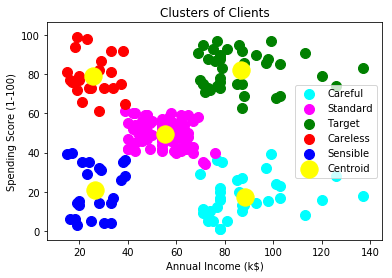 Clusters of Clients
Spending Score (1-100)
100
80
60
40
20
0
Careful
Standard
Target
Careless
Sensible
Centroid
20
40
60
80
100
120
140
Annual Income (k$)